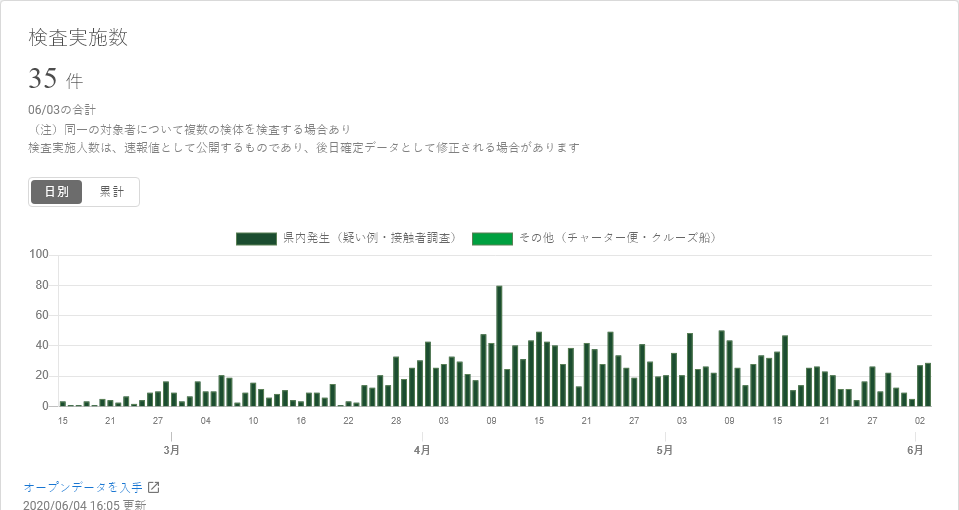 検査実施数
35 件
06/03の合計
（注）同一の対象者について複数の検体を検査する場合あり
検査実施人数は、速報値として公開するものであり、後日確定データとして修正される場合があります
日別 累計
県内発生（疑い例・接触者調査） その他（チャーター便・クルーズ船）
100
80
60
40
20
0
15 21 27 04 10 16 22 28 03 09 15 21 27 03 09 15 21 27 02
3月 4月 5月 6月
オープンデータを入手
2020/06/04 16:05 更新